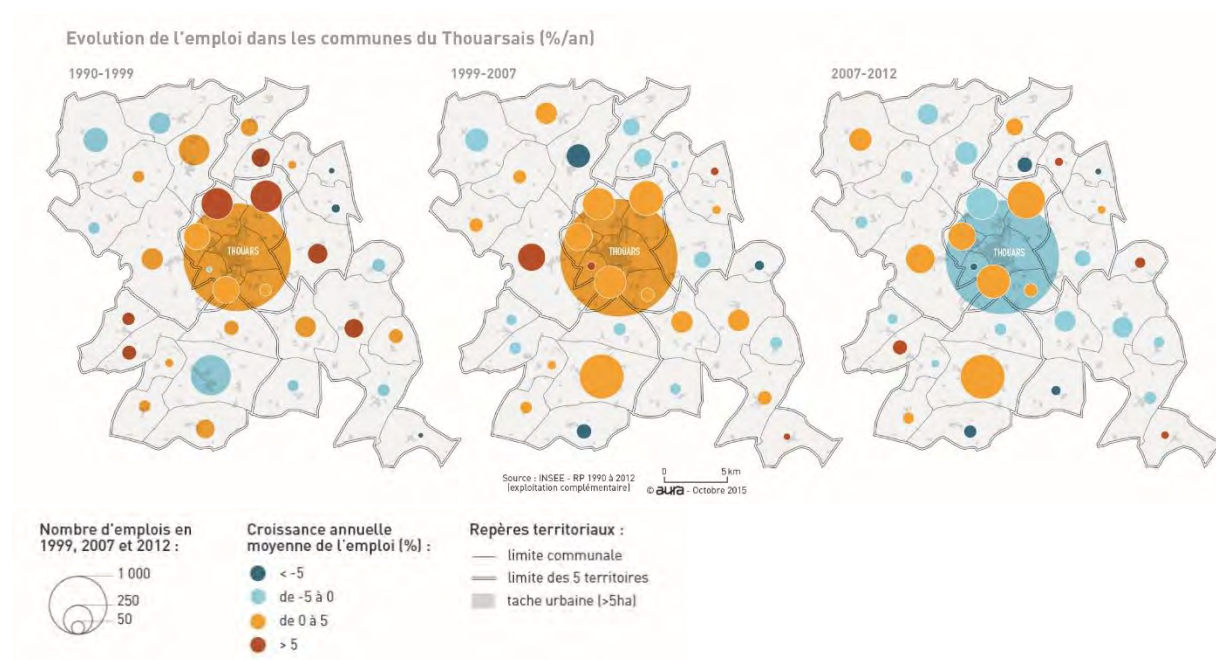 Evolution de l'emploi dans les communes du Thouarsais (%/an)
1990-1999
1999-2007
2007-2012
THOUARS
THOUARS
THOUARS
Source : INSEE - RP 1990 à 2012
(exploitation complémentaire)
0 5 km
© aura - Octobre 2015
Nombre d'emplois en
1999, 2007 et 2012 :
1 000
250
50
Croissance annuelle
moyenne de l'emploi (%) :
< -5
de -5 à 0
de 0 à 5
> 5
Repères territoriaux :
limite communale
limite des 5 territoires
tache urbaine (>5ha)